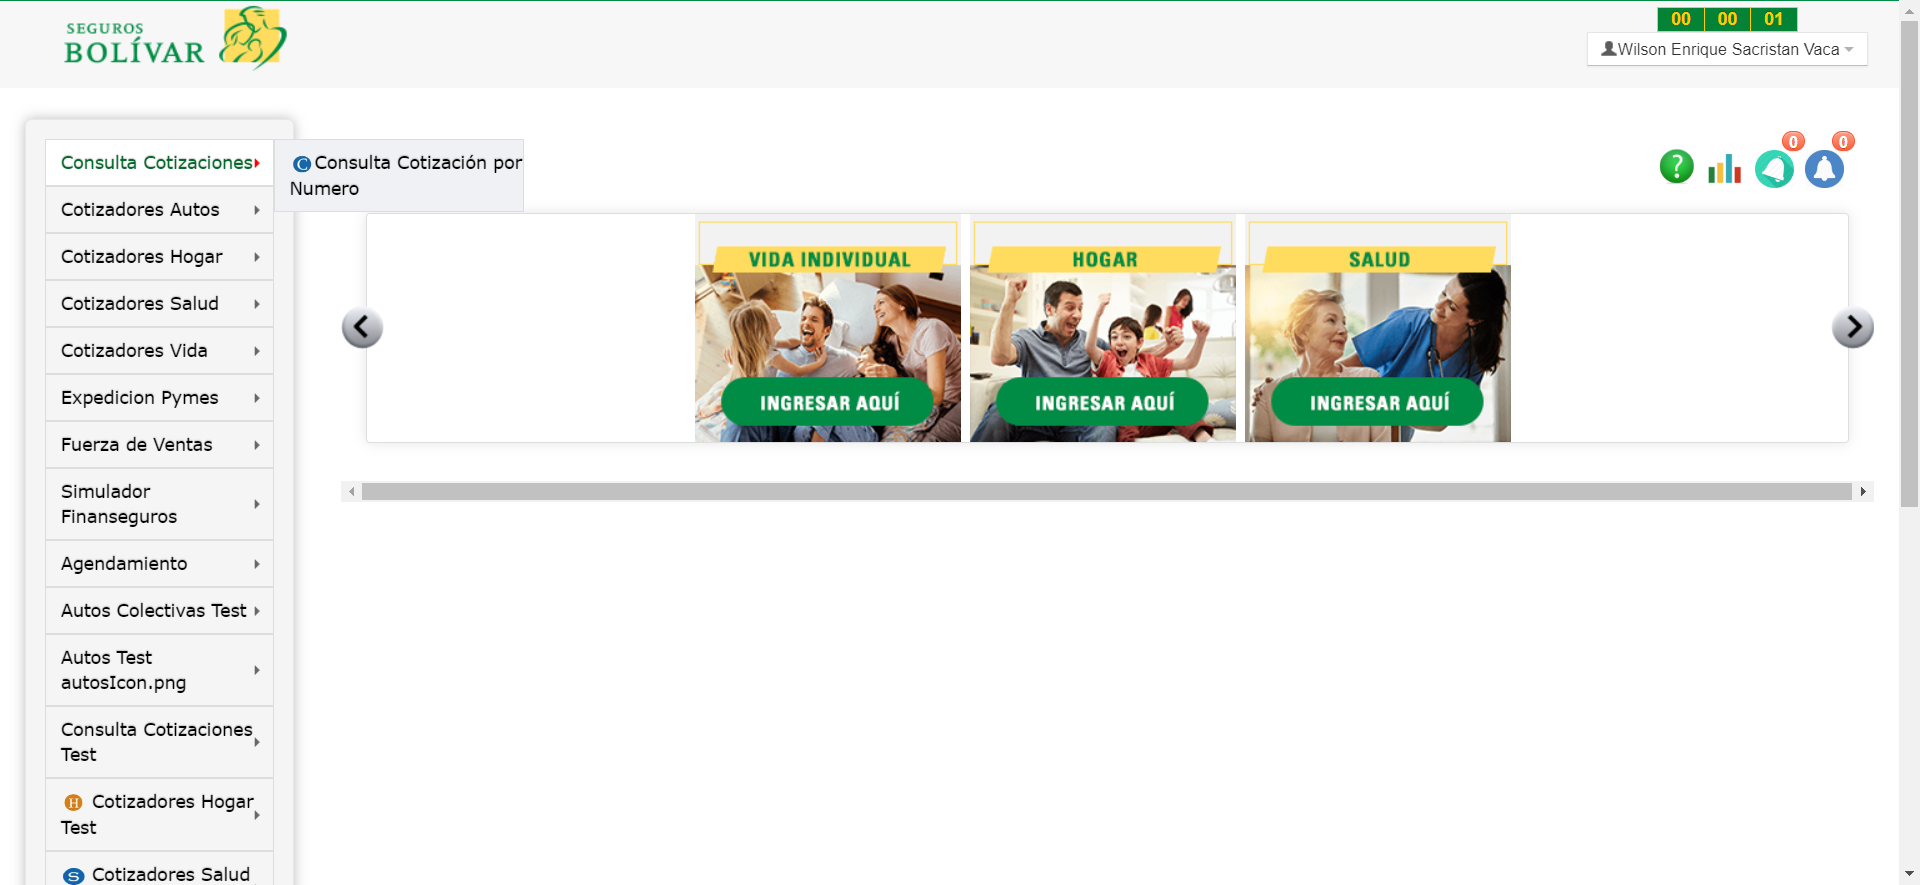 SEGUROS
BOLÍVAR
00 00 01
Wilson Enrique Sacristan Vaca
Consulta Cotizaciones
Consulta Cotización por
Numero
0 0
Cotizadores Autos
Cotizadores Hogar
Cotizadores Salud
Cotizadores Vida
Expedicion Pymes
Fuerza de Ventas
Simulador
Finanseguros
Agendamiento
Autos Colectivas Test
Autos Test
autosIcon.png
Consulta Cotizaciones
Test
H Cotizadores Hogar
Test
S Cotizadores Salud
VIDA INDIVIDUAL
INGRESAR AQUÍ
HOGAR
INGRESAR AQUÍ
SALUD
INGRESAR AQUÍ